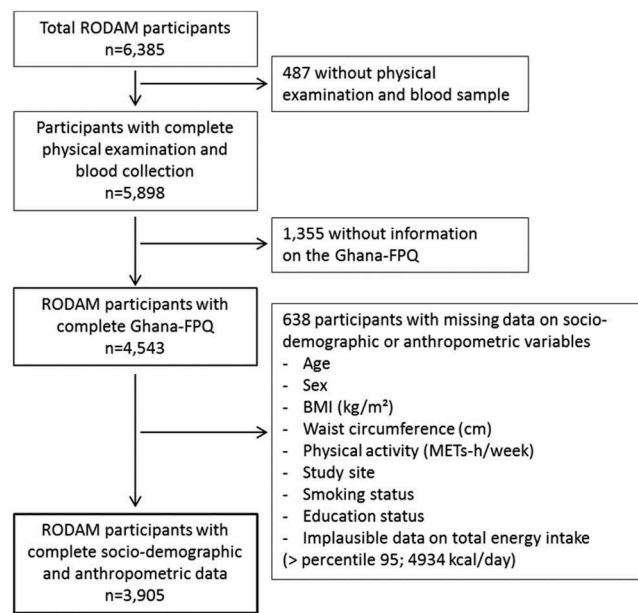 Total RODAM participants
n=6,385
487 without physical
examination and blood sample
Participants with complete
physical examination and
blood collection
n=5,898
1,355 without information
on the Ghana-FPQ
RODAM participants with
complete Ghana-FPQ
n=4,543
638 participants with missing data on socio-
demographic or anthropometric variables
- Age
- Sex
- BMI (kg/m²)
- Waist circumference (cm)
- Physical activity (METs-h/week)
- Study site
- Smoking status
- Education status
- Implausible data on total energy intake
(> percentile 95; 4934 kcal/day)
RODAM participants with
complete socio-demographic
and anthropometric data
n=3,905